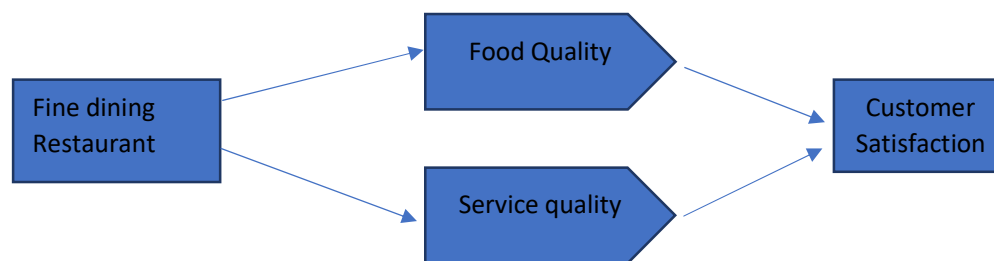 Food Quality
Fine dining
Restaurant
Customer
Satisfaction
Service quality